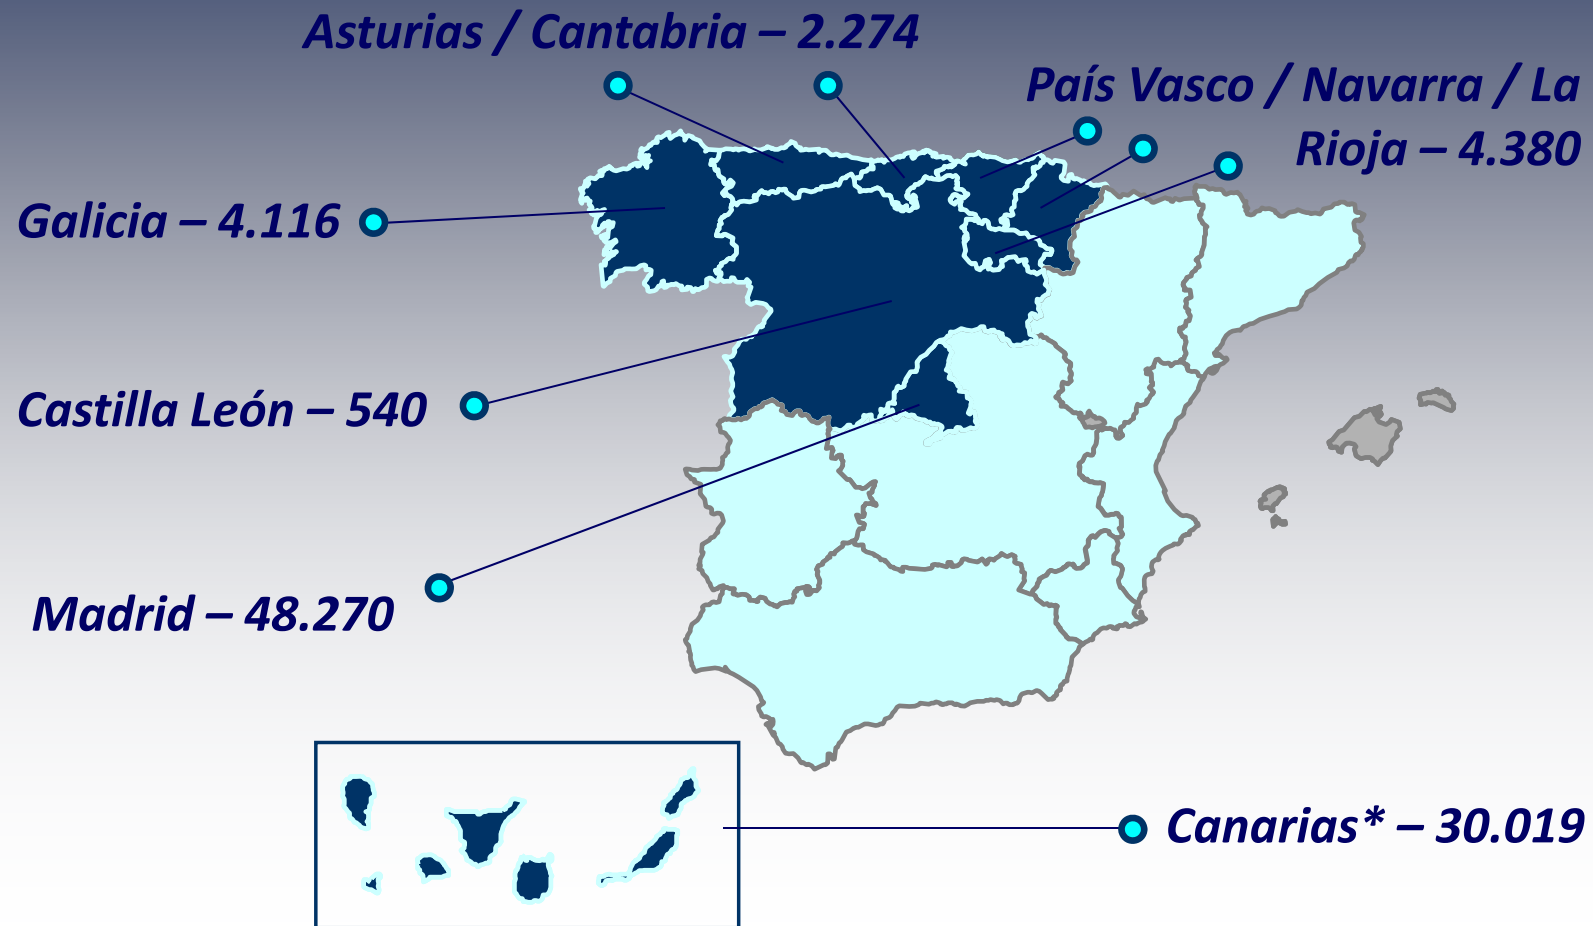 Asturias / Cantabria – 2.274
País Vasco / Navarra / La
Rioja – 4.380
Galicia – 4.116
Castilla León – 540
Madrid – 48.270
Canarias* – 30.019